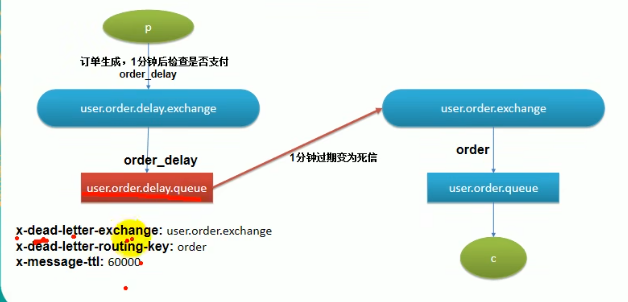 p
订单生成，1分钟后检查是否支付
order_delay
user.order.delay.exchange
user.order.exchange
order_delay
1分钟过期变为死信
order
user.order.delay.queue
user.order.queue
x-dead-letter-exchange: user.order.exchange
x-dead-letter-routing-key: order
x-message-ttl: 60000
c